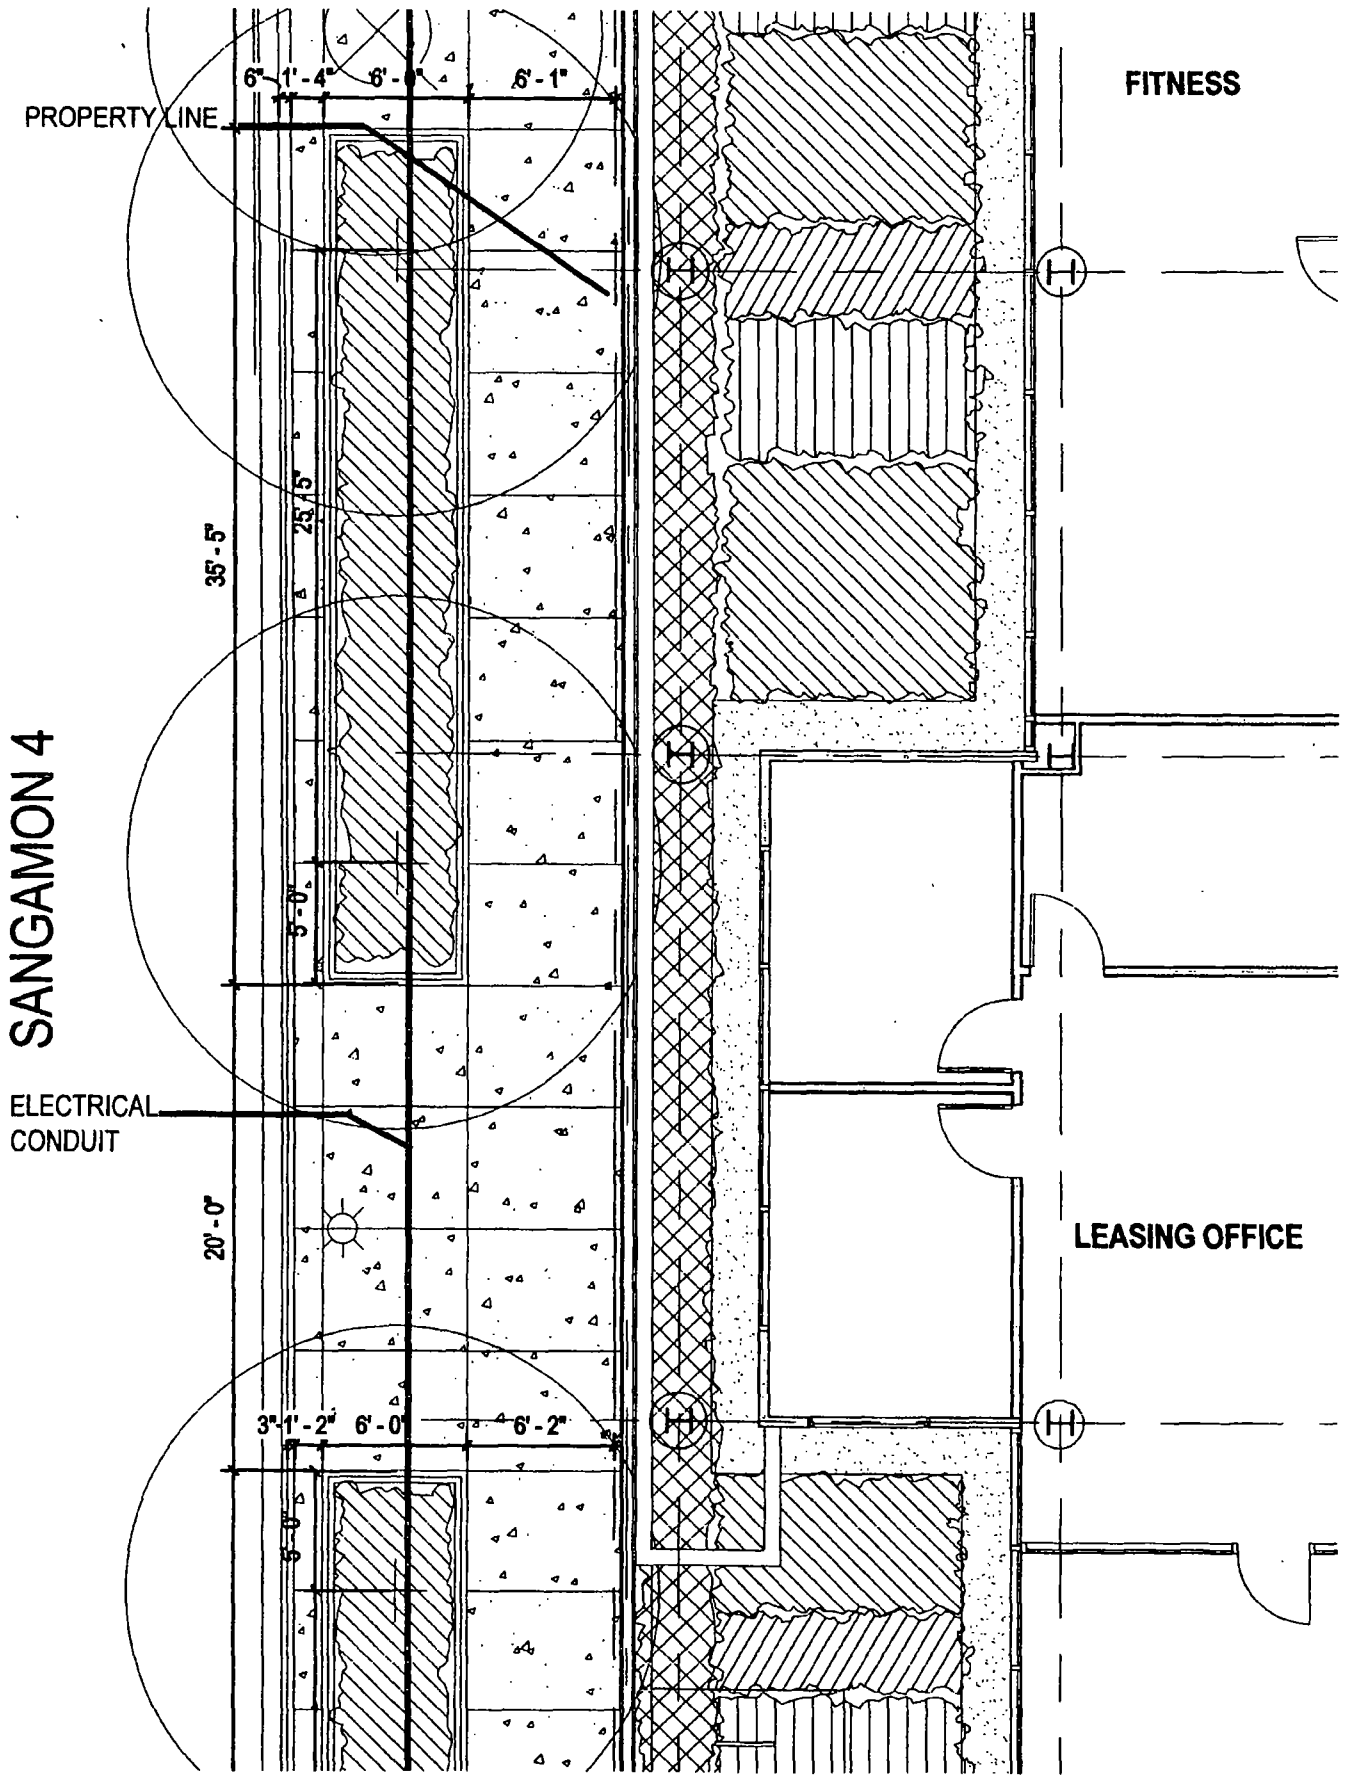 FITNESS
6" 1'-4" 6'-0" 6'-1"
PROPERTY LINE
25'-5"
35'-5"
SANGAMON 4
5'-0"
ELECTRICAL
CONDUIT
20'-0"
LEASING OFFICE
3" 1'-2" 6'-0" 6'-2"
5'-0"